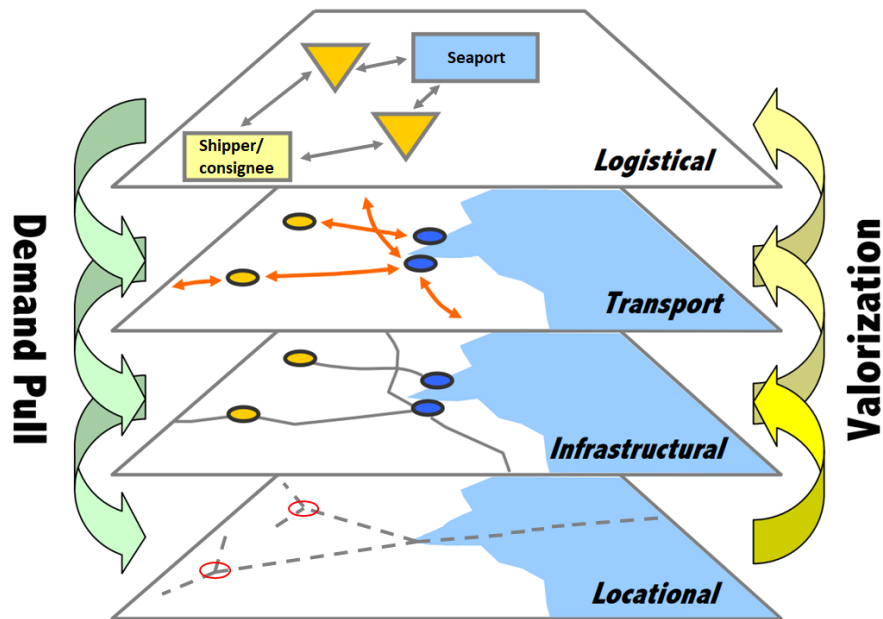 Seaport
Shipper/
consignee
Logistical
Demand Pull
Transport
Valorization
Infrastructural
Locational